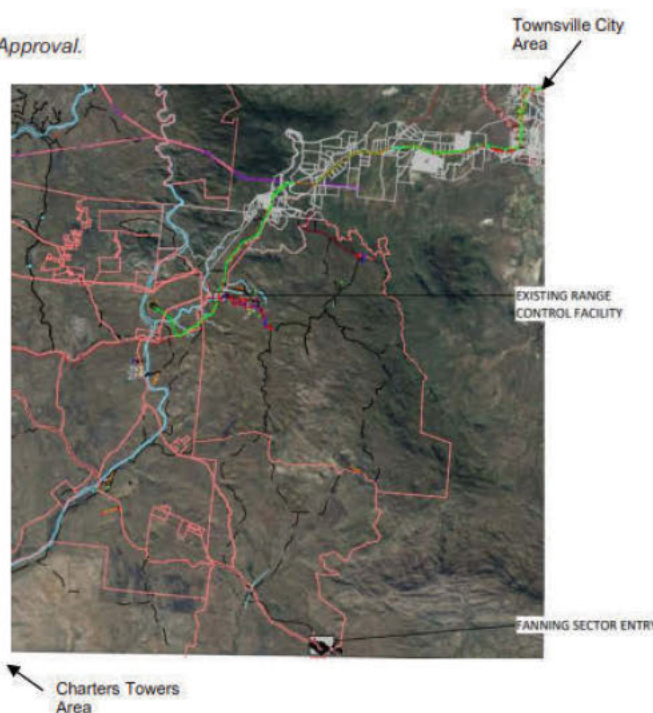 Townsville City
Area
Approval.
EXISTING RANGE
CONTROL FACILITY
FANNING SECTOR ENTRY
Charters Towers
Area